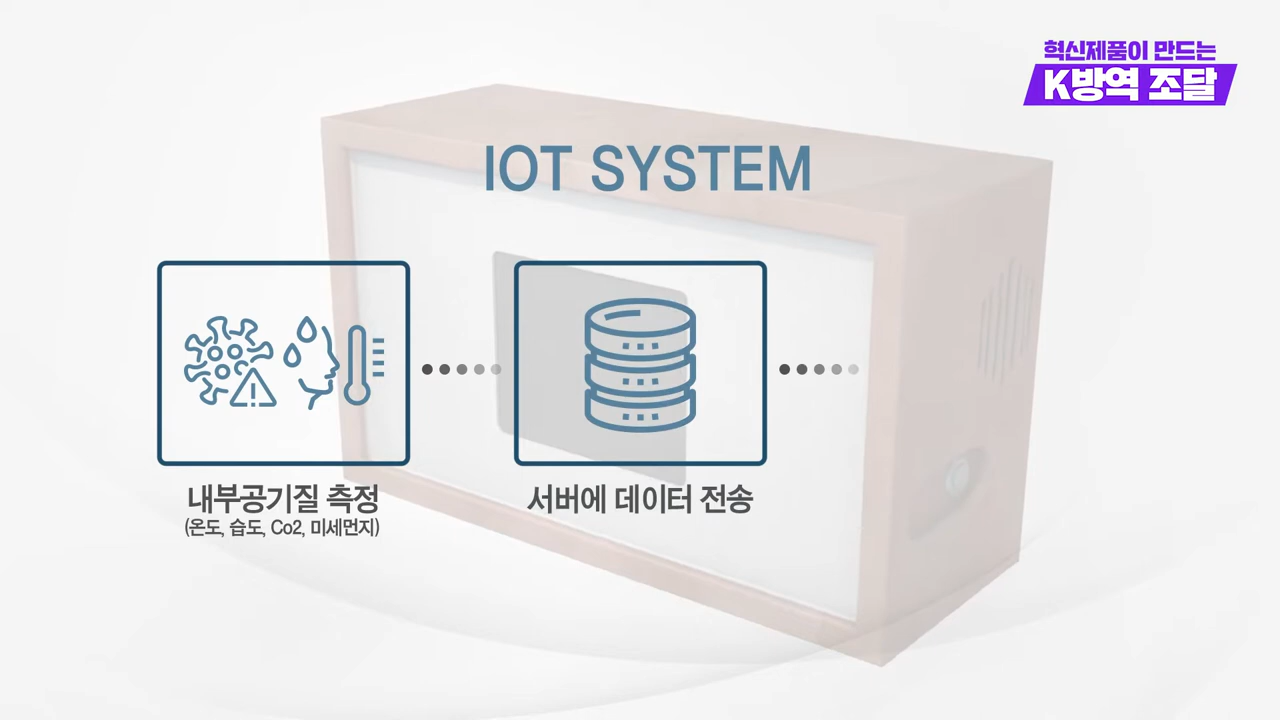 혁신제품이 만드는
K방역 조달
IOT SYSTEM
내부공기질 측정
(온도, 습도, Co2, 미세먼지)
서버에 데이터 전송